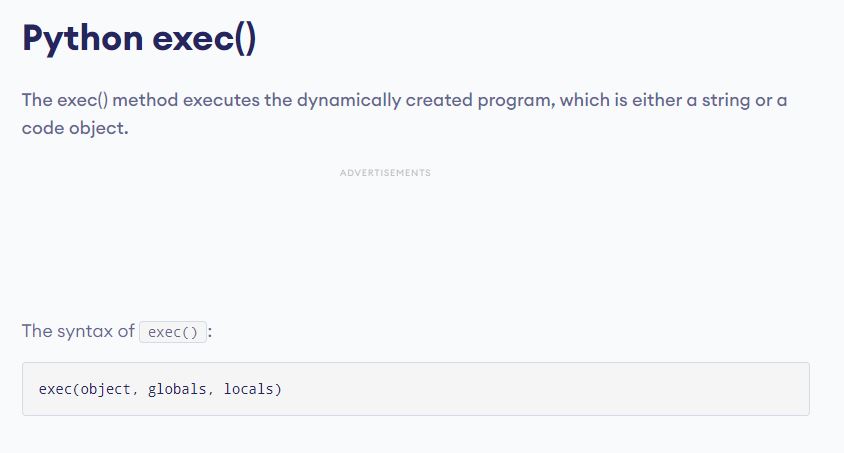 Python exec()
The exec() method executes the dynamically created program, which is either a string or a
code object.
ADVERTISEMENTS
The syntax of exec() :
exec(object, globals, locals)